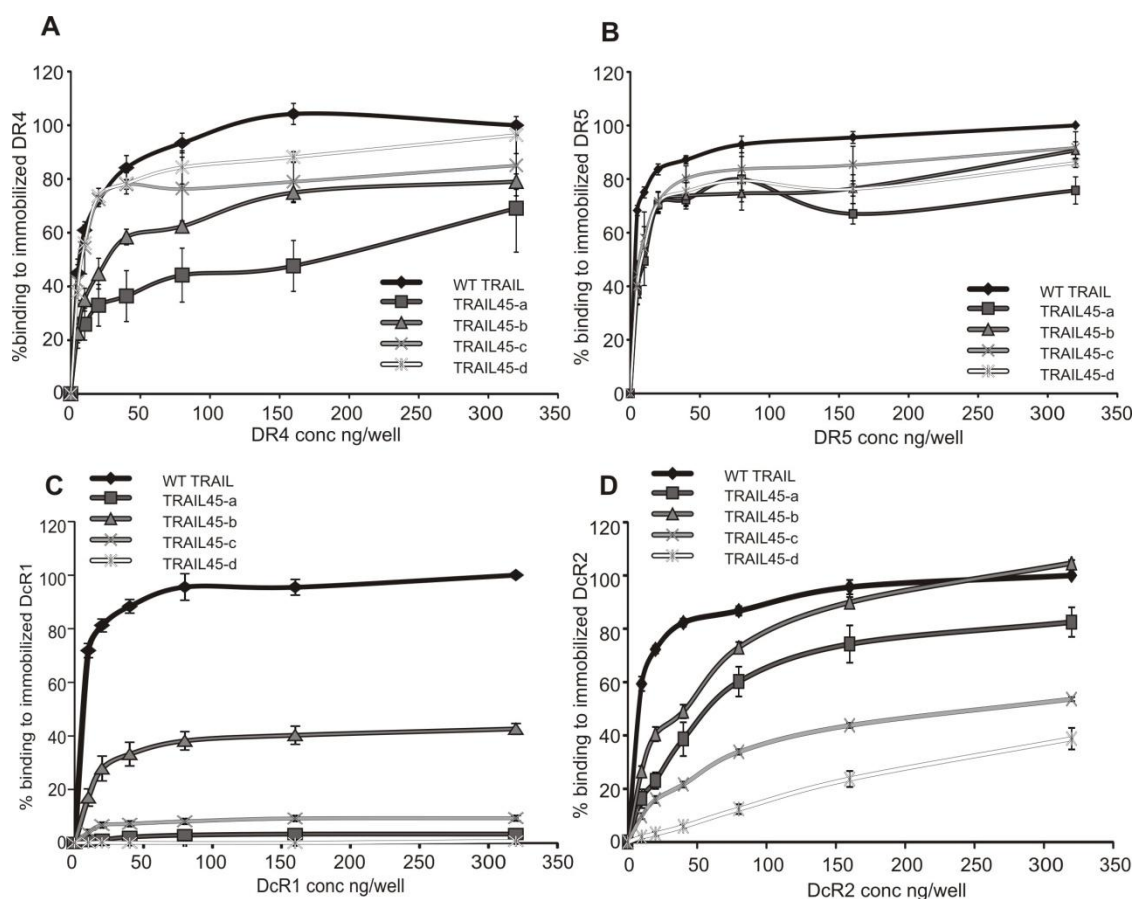 A
120
100
80
60
40
20
0
%binding to immobilized DR4
0 50 100 150 200 250 300 350
DR4 conc ng/well
WT TRAIL
TRAIL45-a
TRAIL45-b
TRAIL45-c
TRAIL45-d
B
120
100
80
60
40
20
0
% binding to immobilized DR5
0 50 100 150 200 250 300 350
DR5 conc ng/well
WT TRAIL
TRAIL45-a
TRAIL45-b
TRAIL45-c
TRAIL45-d
C
WT TRAIL
TRAIL45-a
TRAIL45-b
TRAIL45-c
TRAIL45-d
120
100
80
60
40
20
0
% binding to immobilized DcR1
0 50 100 150 200 250 300 350
DcR1 conc ng/well
D
WT TRAIL
TRAIL45-a
TRAIL45-b
TRAIL45-c
TRAIL45-d
120
100
80
60
40
20
0
% binding to immobilized DcR2
0 50 100 150 200 250 300 350
DcR2 conc ng/well